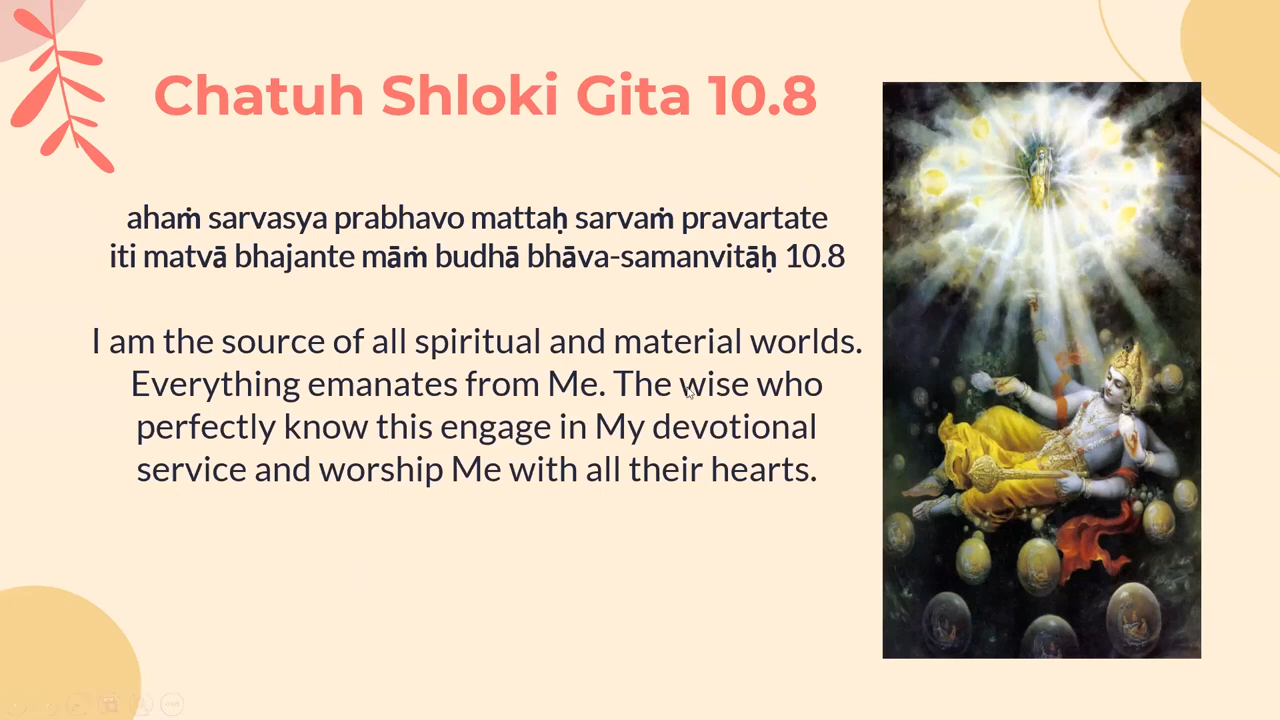 Chatuh Shloki Gita 10.8
ahaṁ sarvasya prabhavo mattaḥ sarvaṁ pravartate
iti matvā bhajante māṁ budhā bhāva-samanvitāḥ 10.8
I am the source of all spiritual and material worlds.
Everything emanates from Me. The wise who
perfectly know this engage in My devotional
service and worship Me with all their hearts.